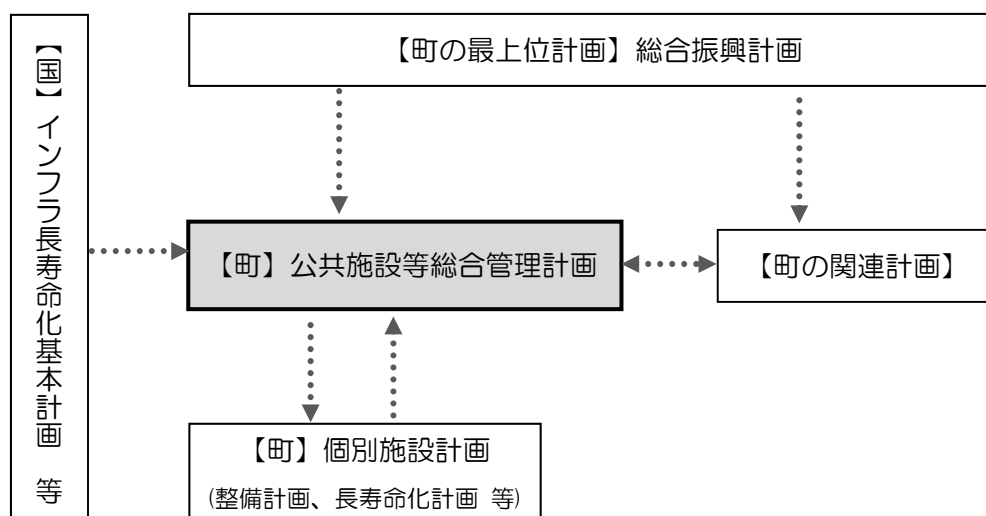 【国】インフラ長寿命化基本計画 等
【町の最上位計画】総合振興計画
【町】公共施設等総合管理計画
【町の関連計画】
【町】個別施設計画
(整備計画、長寿命化計画 等)